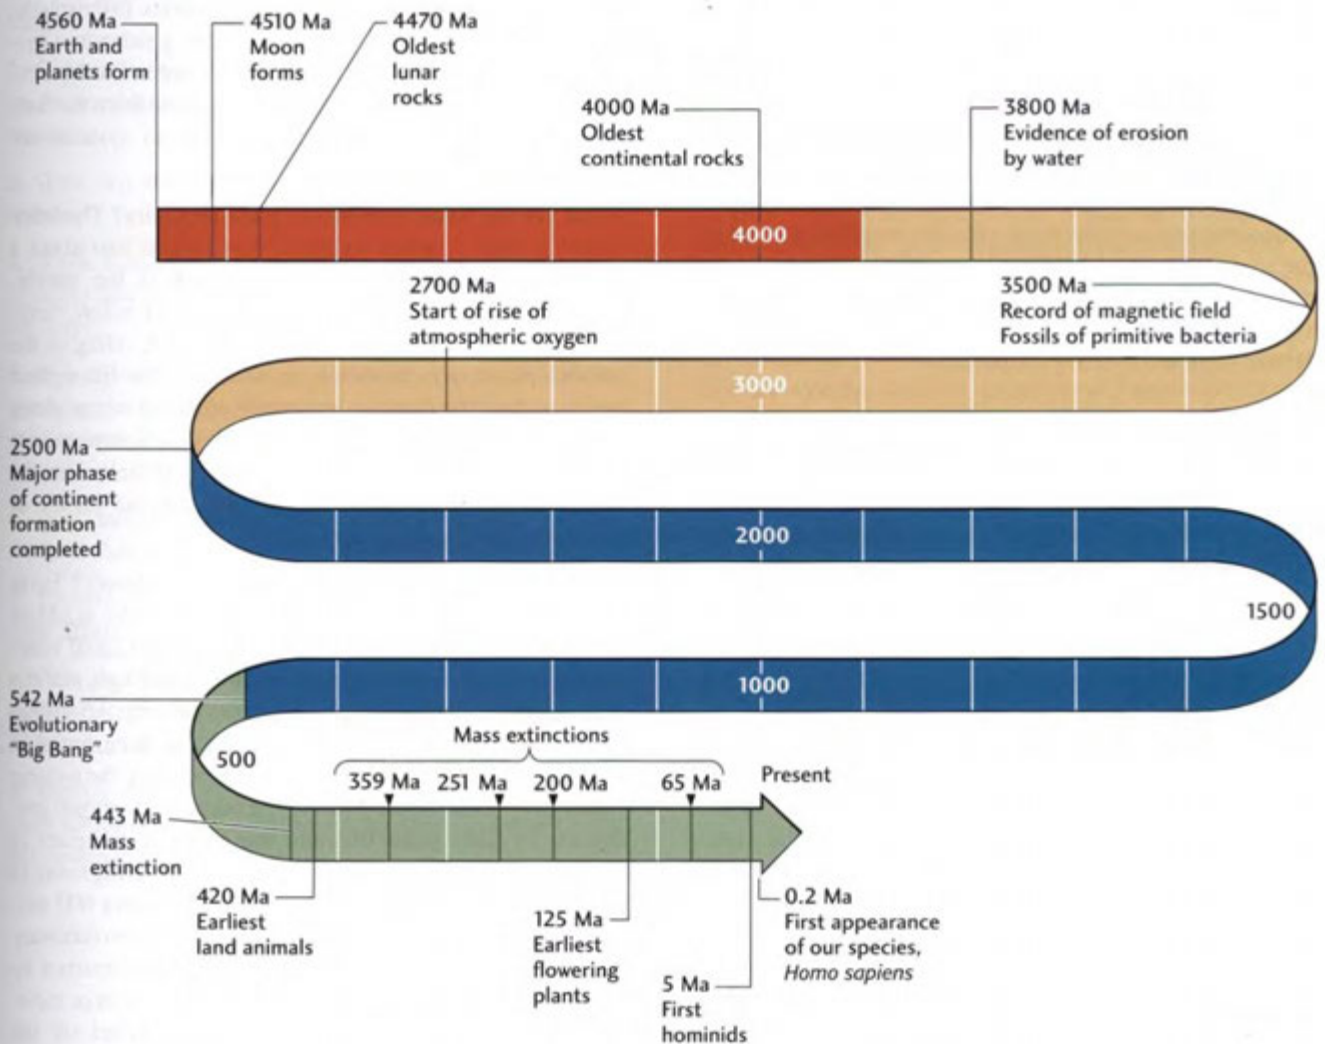 4560 Ma
Earth and
planets form
4510 Ma
Moon
forms
4470 Ma
Oldest
lunar
rocks
4000 Ma
Oldest
continental rocks
3800 Ma
Evidence of erosion
by water
4000
2700 Ma
Start of rise of
atmospheric oxygen
3500 Ma
Record of magnetic field
Fossils of primitive bacteria
3000
2500 Ma
Major phase
of continent
formation
completed
2000
1500
1000
542 Ma
Evolutionary
"Big Bang"
500
Mass extinctions
359 Ma
251 Ma
200 Ma
65 Ma
Present
443 Ma
Mass
extinction
420 Ma
Earliest
land animals
125 Ma
Earliest
flowering
plants
5 Ma
First
hominids
0.2 Ma
First appearance
of our species,
Homo sapiens